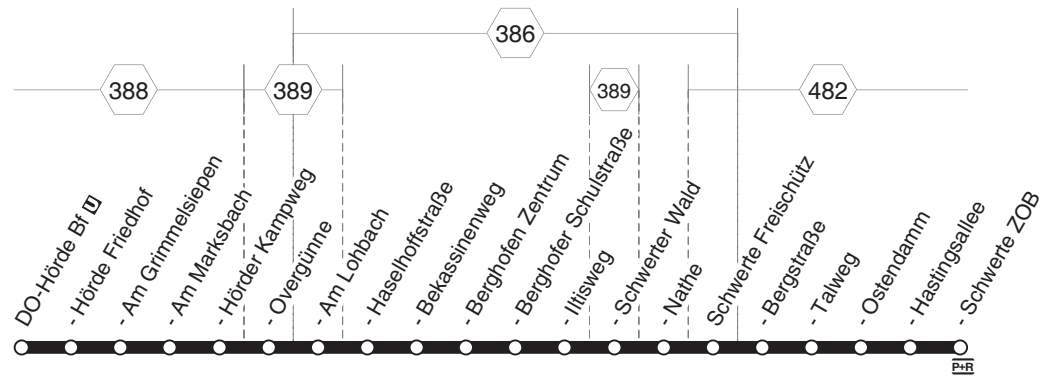 386
388
389
389
482
DO-Hörde Bf U
- Hörde Friedhof
- Am Grimmelsiepen
- Am Marksbach
- Hörder Kampweg
- Overgünne
- Am Lohbach
- Haselhoffstraße
- Bekassinenweg
- Berghofen Zentrum
- Berghofer Schulstraße
- Iltisweg
- Schwerter Wald
- Nathe
Schwerte Freischütz
- Bergstraße
- Talweg
- Ostendamm
- Hastingsallee
- Schwerte ZOB
P+R